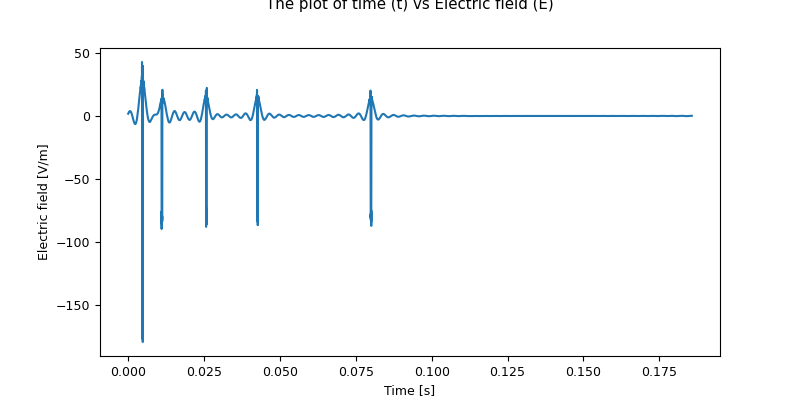 The plot of time (t) vs Electric field (E)
Electric field [V/m]
50
0
−50
−100
−150
0.000 0.025 0.050 0.075 0.100 0.125 0.150 0.175
Time [s]